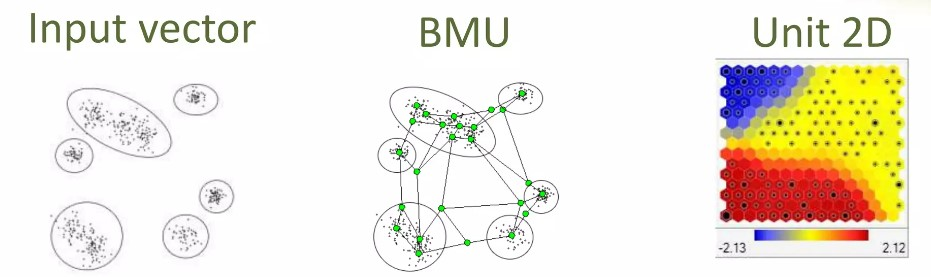 Input vector
BMU
Unit 2D
-2.13
2.12